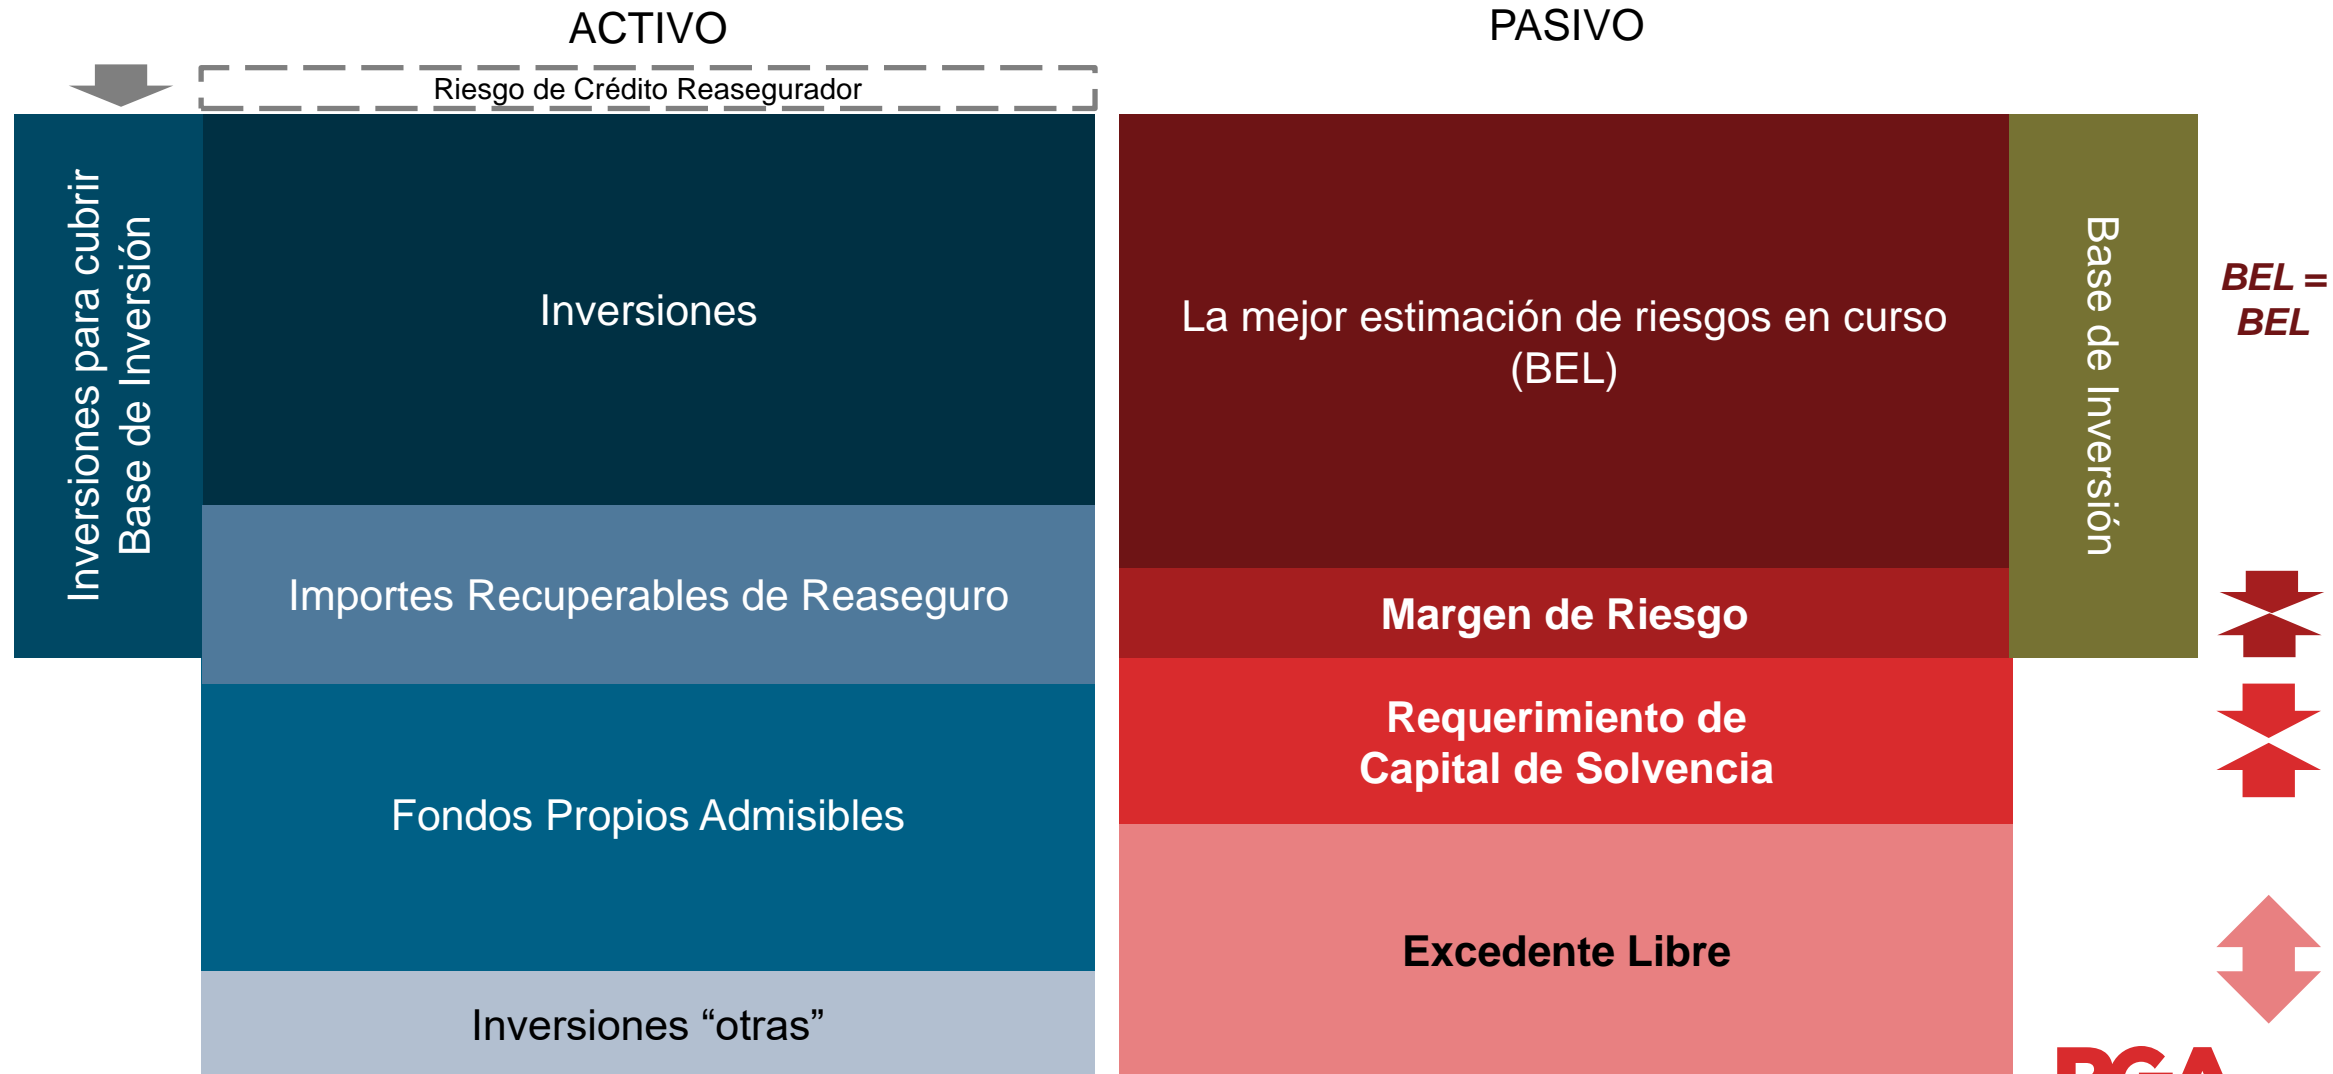 ACTIVO
PASIVO
Riesgo de Crédito Reasegurador
Inversiones para cubrir
Base de Inversión
Inversiones
Importes Recuperables de Reaseguro
Fondos Propios Admisibles
Inversiones “otras”
La mejor estimación de riesgos en curso
(BEL)
Margen de Riesgo
Requerimiento de
Capital de Solvencia
Excedente Libre
Base de Inversión
BEL =
BEL
RGA